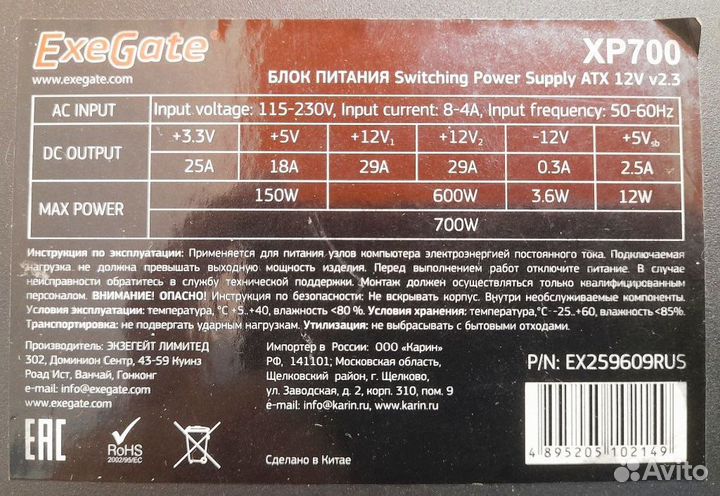 ExeGate®
www.exegate.com
XP700
БЛОК ПИТАНИЯ Switching Power Supply ATX 12V v2.3
AC INPUT Input voltage: 115-230V, Input current: 8-4A, Input frequency: 50-60Hz
DC OUTPUT +3.3V +5V +12V1 +12V2 -12V +5Vsb
25A 18A 29A 29A 0.3A 2.5A
MAX POWER 150W 600W 3.6W 12W
700W
Инструкция по эксплуатации: Применяется для питания узлов компьютера электроэнергией постоянного тока. Подключаемая
нагрузка не должна превышать выходную мощность изделия. Перед выполнением работ отключите питание. В случае
неисправности обратитесь в службу технической поддержки. Монтаж должен осуществляться только квалифицированным
персоналом. ВНИМАНИЕ! ОПАСНО! Инструкция по безопасности: Не вскрывать корпус. Внутри необслуживаемые компоненты.
Условия эксплуатации: температура, °С +5..+40, влажность <80 %. Условия хранения: температура,°С -25..+60, влажность <85%.
Транспортировка: не подвергать ударным нагрузкам. Утилизация: не выбрасывать с бытовыми отходами.
Производитель: ЭКЗЕГЕЙТ ЛИМИТЕД
302, Доминион Сентр, 43-59 Куинз
Роад Ист, Ванчай, Гонконг
e-mail: info@exegate.com
www.exegate.com
Импортер в России: ООО «Карин»
РФ, 141101; Московская область,
Щелковский район, г. Щелково,
ул. Заводская, д. 2, корп. 310, пом. 9
e-mail: info@karin.ru, www.karin.ru
P/N: EX259609RUS
4 895205 102149
EAC
RoHS
2002/95/EC
Сделано в Китае
Avito